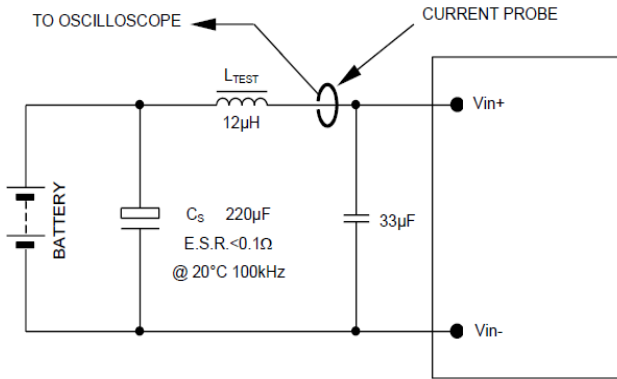 TO OSCILLOSCOPE
CURRENT PROBE
LTEST
12μH
Vin+
BATTERY
CS 220μF
E.S.R.<0.1Ω
@ 20°C 100kHz
33μF
Vin-